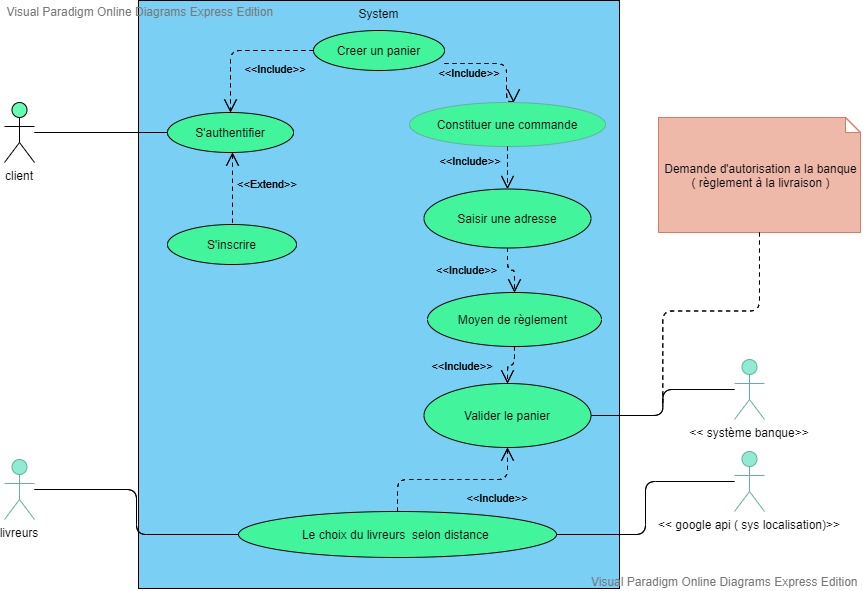 Visual Paradigm Online Diagrams Express Edition
System
Creer un panier
<<Include>>
<<Include>>
client
S'authentifier
Constituer une commande
<<Include>>
Demande d'autorisation a la banque
( règlement à la livraison )
<<Extend>>
Saisir une adresse
S'inscrire
<<Include>>
Moyen de règlement
<<Include>>
Valider le panier
<< système banque>>
<<Include>>
livreurs
Le choix du livreurs selon distance
<< google api ( sys localisation)>>
Visual Paradigm Online Diagrams Express Edition